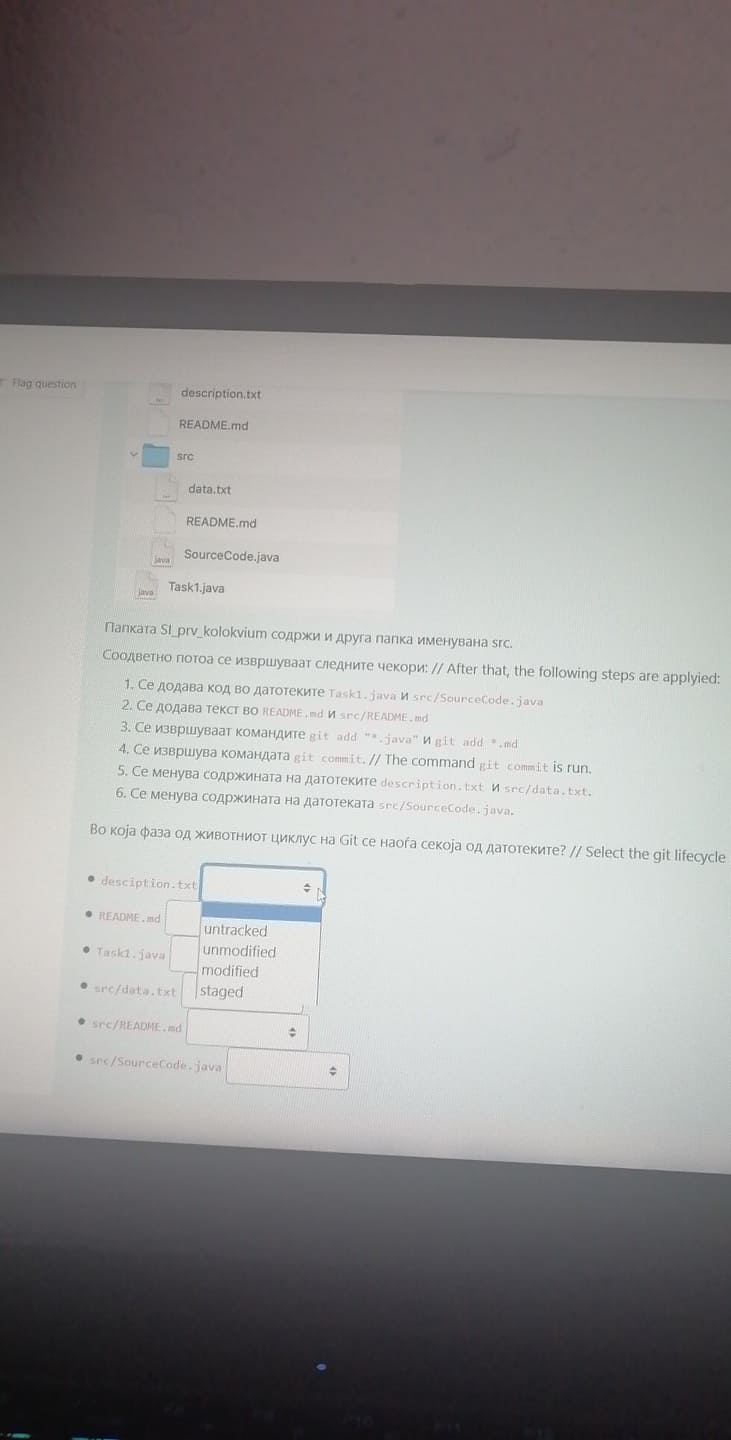 Flag question
description.txt
README.md
src
data.txt
README.md
java SourceCode.java
java Task1.java
Папката SI_prv_kolokvium содржи и друга папка именувана src.
Соодветно потоа се извршуваат следните чекори: // After that, the following steps are applyied:
1. Се додава код во датотеките Task1.java и src/SourceCode.java
2. Се додава текст во README.md и src/README.md
3. Се извршуваат командите git add "*.java" и git add *.md
4. Се извршува командата git commit. // The command git commit is run.
5. Се менува содржината на датотеките description.txt и src/data.txt.
6. Се менува содржината на датотеката src/SourceCode.java.
Во која фаза од животниот циклус на Git се наоѓа секоја од датотеките? // Select the git lifecycle
desciption.txt
README.md
untracked
Task1.java
unmodified
modified
src/data.txt
staged
src/README.md
src/SourceCode.java